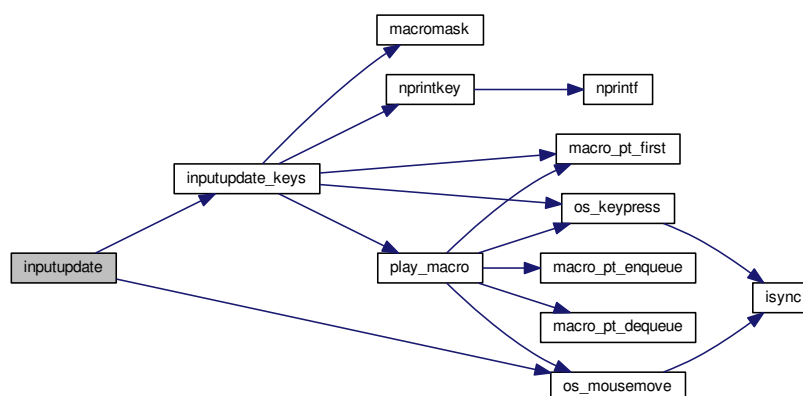 macromask
nprintkey
nprintf
macro_pt_first
inputupdate_keys
os_keypress
inputupdate
play_macro
macro_pt_enqueue
isync
macro_pt_dequeue
os_mousemove